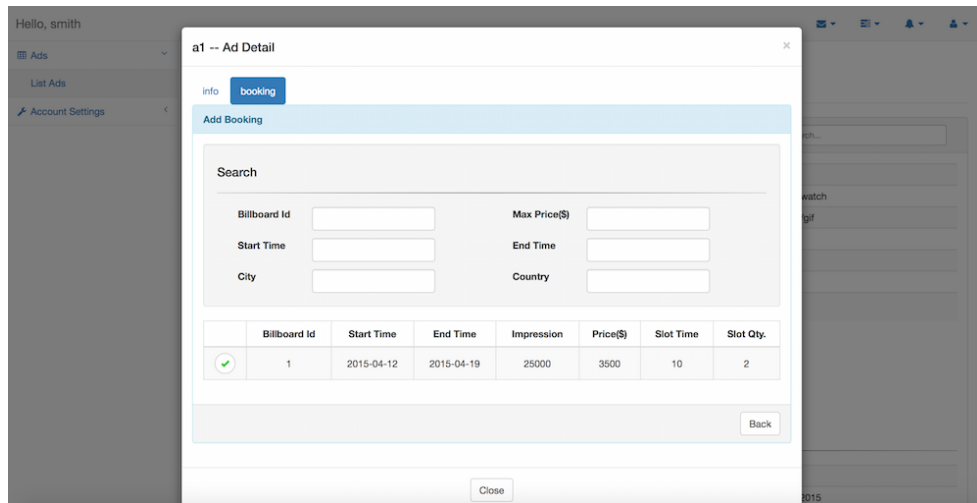 Hello, smith
a1 -- Ad Detail ×
Ads
List Ads
Account Settings
info booking
Add Booking
Search
Billboard Id Max Price($)
Start Time End Time
City Country
Billboard Id Start Time End Time Impression Price($) Slot Time Slot Qty.
1 2015-04-12 2015-04-19 25000 3500 10 2
Back
Close
watch
/gif
2015